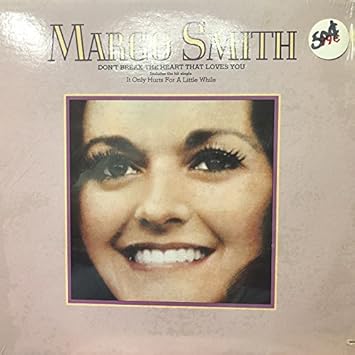 MARGO SMITH
DON'T BREAK THE HEART THAT LOVES YOU
Includes the hit single
It Only Hurts For A Little While